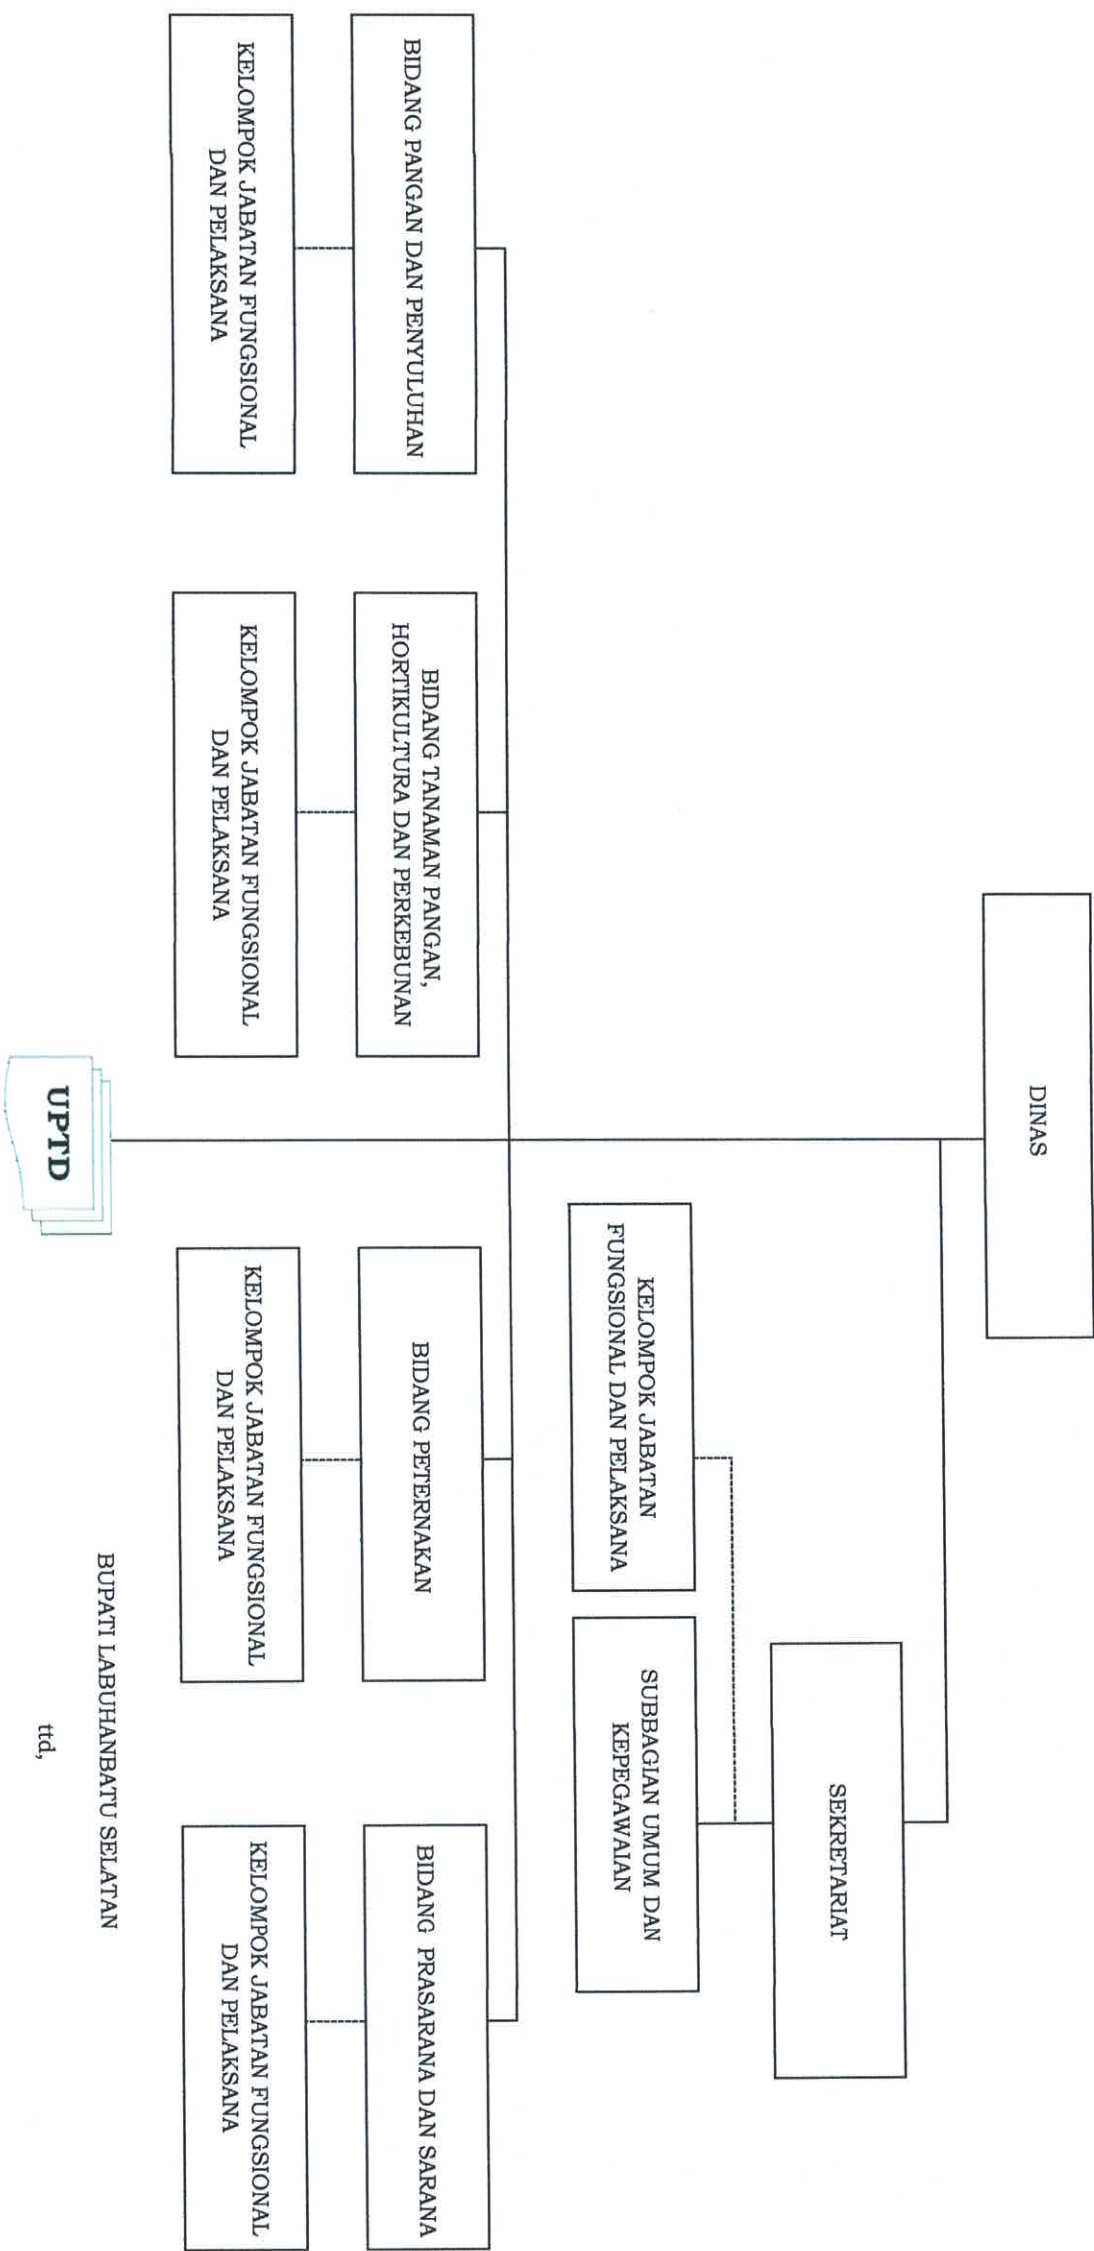 DINAS
SEKRETARIAT
KELOMPOK JABATAN
FUNGSIONAL DAN PELAKSANA
SUBBAGIAN UMUM DAN
KEPEGAWAIAN
BIDANG PANGAN DAN PENYULUHAN
BIDANG TANAMAN PANGAN,
HORTIKULTURA DAN PERKEBUNAN
BIDANG PETERNAKAN
BIDANG PRASARANA DAN SARANA
KELOMPOK JABATAN FUNGSIONAL
DAN PELAKSANA
KELOMPOK JABATAN FUNGSIONAL
DAN PELAKSANA
KELOMPOK JABATAN FUNGSIONAL
DAN PELAKSANA
KELOMPOK JABATAN FUNGSIONAL
DAN PELAKSANA
UPTD
BUPATI LABUHANBATU SELATAN
ttd,